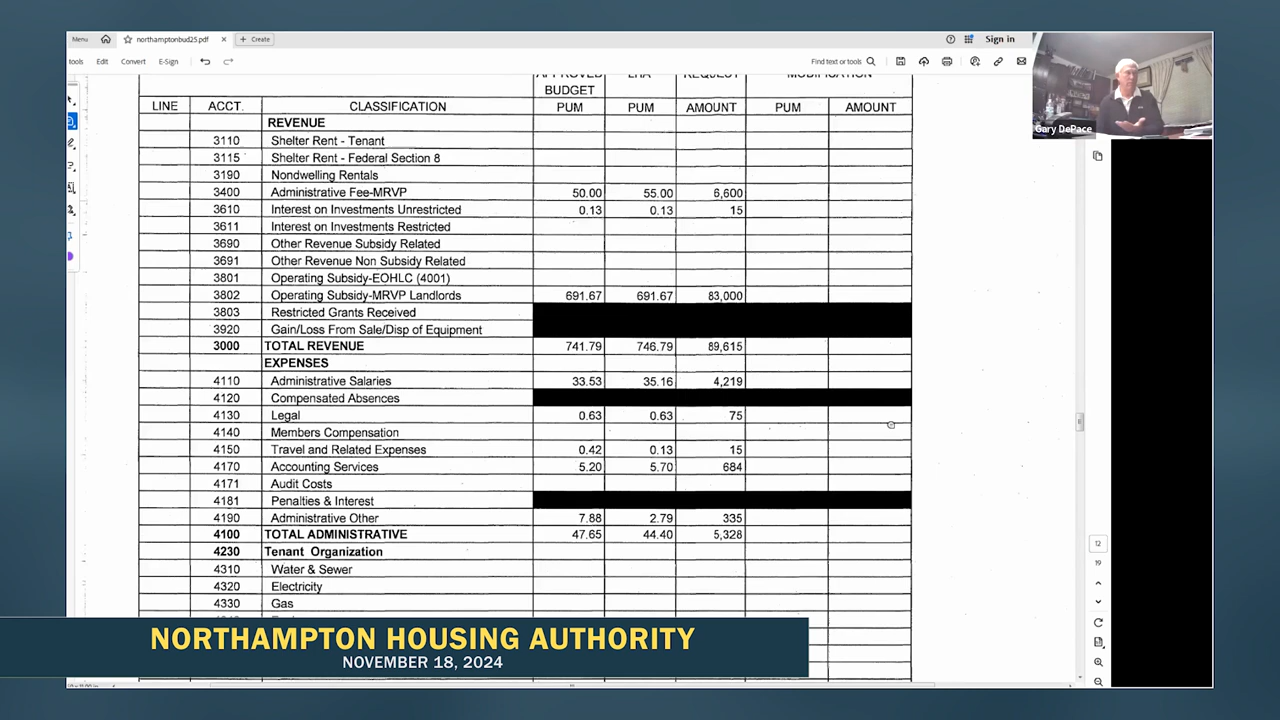 Menu northamptonbud25.pdf × + Create Sign in
tools Edit Convert E-Sign Find text or tools
Gary DePace
BUDGET
LINE ACCT. CLASSIFICATION PUM PUM AMOUNT PUM AMOUNT
REVENUE
3110 Shelter Rent - Tenant
3115 Shelter Rent - Federal Section 8
3190 Nondwelling Rentals
3400 Administrative Fee-MRVP 50.00 55.00 6,600
3610 Interest on Investments Unrestricted 0.13 0.13 15
3611 Interest on Investments Restricted
3690 Other Revenue Subsidy Related
3691 Other Revenue Non Subsidy Related
3801 Operating Subsidy-EOHLC (4001)
3802 Operating Subsidy-MRVP Landlords 691.67 691.67 83,000
3803 Restricted Grants Received
3920 Gain/Loss From Sale/Disp of Equipment
3000 TOTAL REVENUE 741.79 746.79 89,615
EXPENSES
4110 Administrative Salaries 33.53 35.16 4,219
4120 Compensated Absences
4130 Legal 0.63 0.63 75
4140 Members Compensation
4150 Travel and Related Expenses 0.42 0.13 15
4170 Accounting Services 5.20 5.70 684
4171 Audit Costs
4181 Penalties & Interest
4190 Administrative Other 7.88 2.79 335
4100 TOTAL ADMINISTRATIVE 47.65 44.40 5,328
4230 Tenant Organization
4310 Water & Sewer
4320 Electricity
4330 Gas
12
19
NORTHAMPTON HOUSING AUTHORITY
NOVEMBER 18, 2024